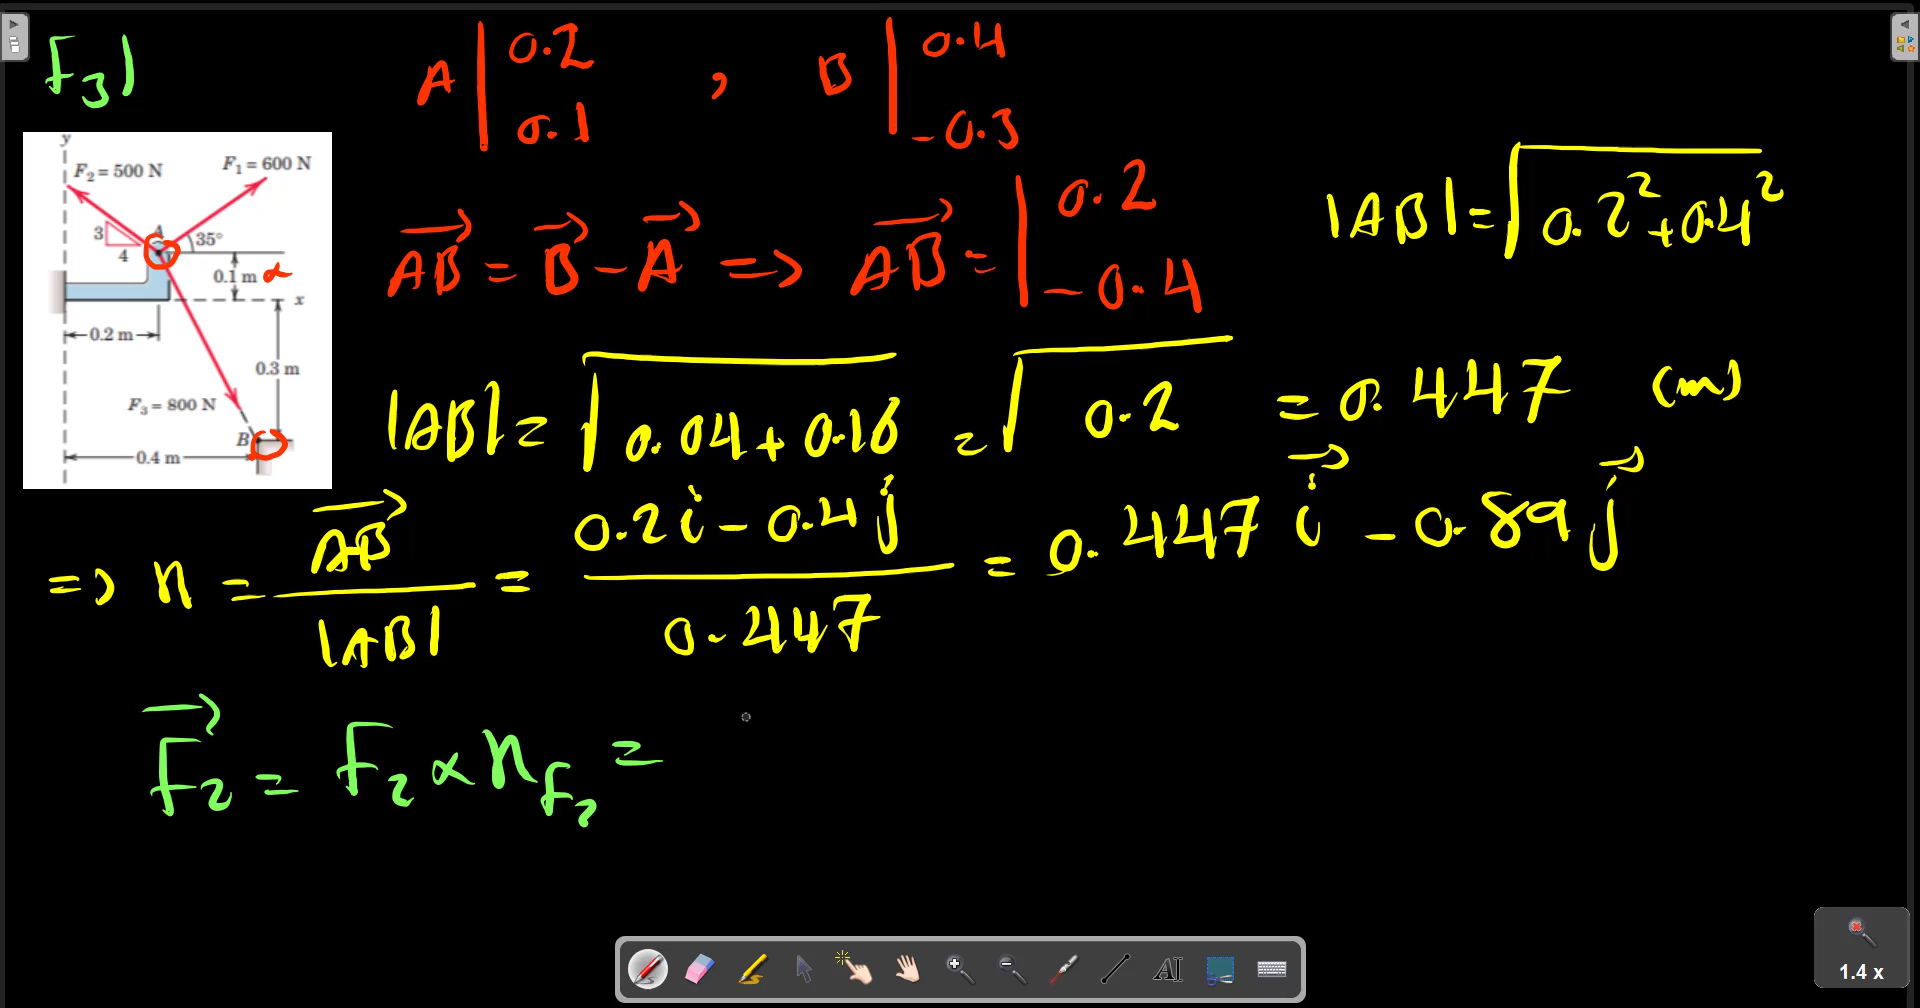 F₃)
A | 0.2 0.1 , B | 0.4 -0.3
y
F₂ = 500 N
F₁ = 600 N
A
3
4
35°
0.1 m
x
0.2 m
0.3 m
F₃ = 800 N
B
0.4 m
AB⃗ = B⃗ - A⃗ => AB⃗ = | 0.2 -0.4
|AB| = √(0.2² + 0.4²)
|AB| = √(0.04 + 0.16) = √(0.2) = 0.447 (m)
=> n = AB⃗ / |AB| = (0.2i - 0.4j) / 0.447 = 0.447 i⃗ - 0.89 j⃗
F⃗₂ = F₂ × n_F₂ =
AI
1.4 x